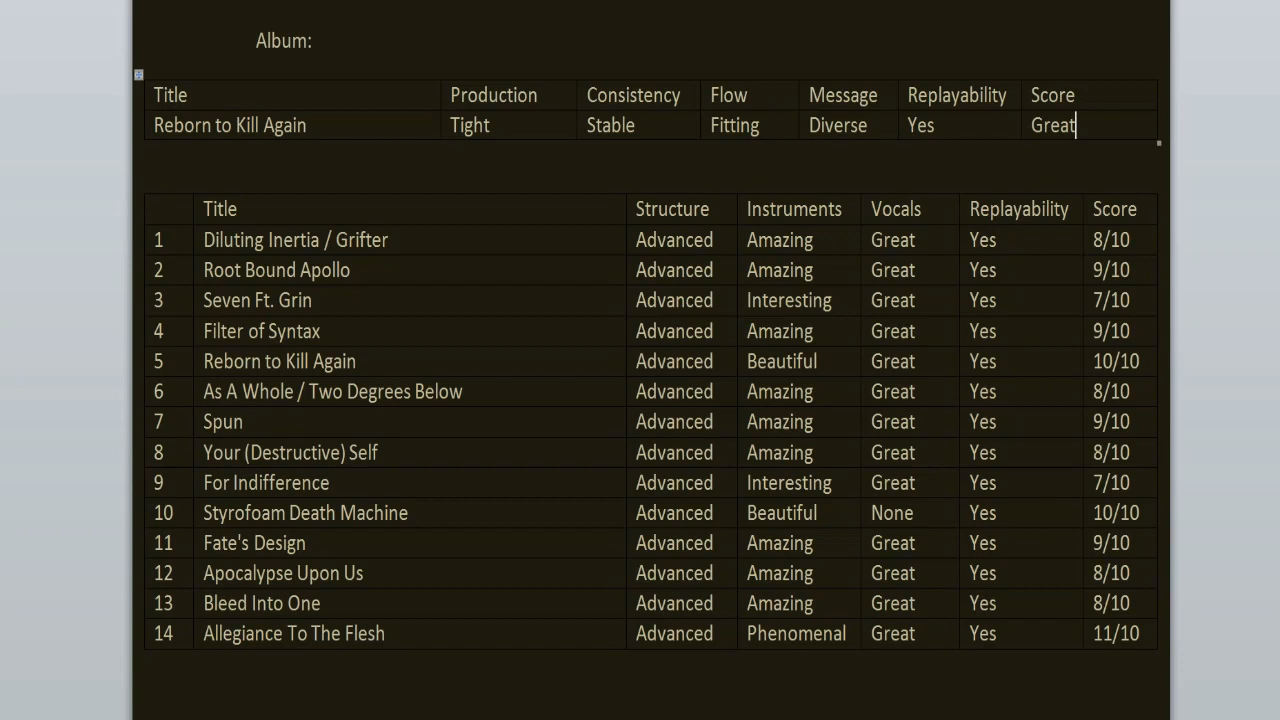 Album:
Title Production Consistency Flow Message Replayability Score
Reborn to Kill Again Tight Stable Fitting Diverse Yes Great
Title Structure Instruments Vocals Replayability Score
1 Diluting Inertia / Grifter Advanced Amazing Great Yes 8/10
2 Root Bound Apollo Advanced Amazing Great Yes 9/10
3 Seven Ft. Grin Advanced Interesting Great Yes 7/10
4 Filter of Syntax Advanced Amazing Great Yes 9/10
5 Reborn to Kill Again Advanced Beautiful Great Yes 10/10
6 As A Whole / Two Degrees Below Advanced Amazing Great Yes 8/10
7 Spun Advanced Amazing Great Yes 9/10
8 Your (Destructive) Self Advanced Amazing Great Yes 8/10
9 For Indifference Advanced Interesting Great Yes 7/10
10 Styrofoam Death Machine Advanced Beautiful None Yes 10/10
11 Fate's Design Advanced Amazing Great Yes 9/10
12 Apocalypse Upon Us Advanced Amazing Great Yes 8/10
13 Bleed Into One Advanced Amazing Great Yes 8/10
14 Allegiance To The Flesh Advanced Phenomenal Great Yes 11/10